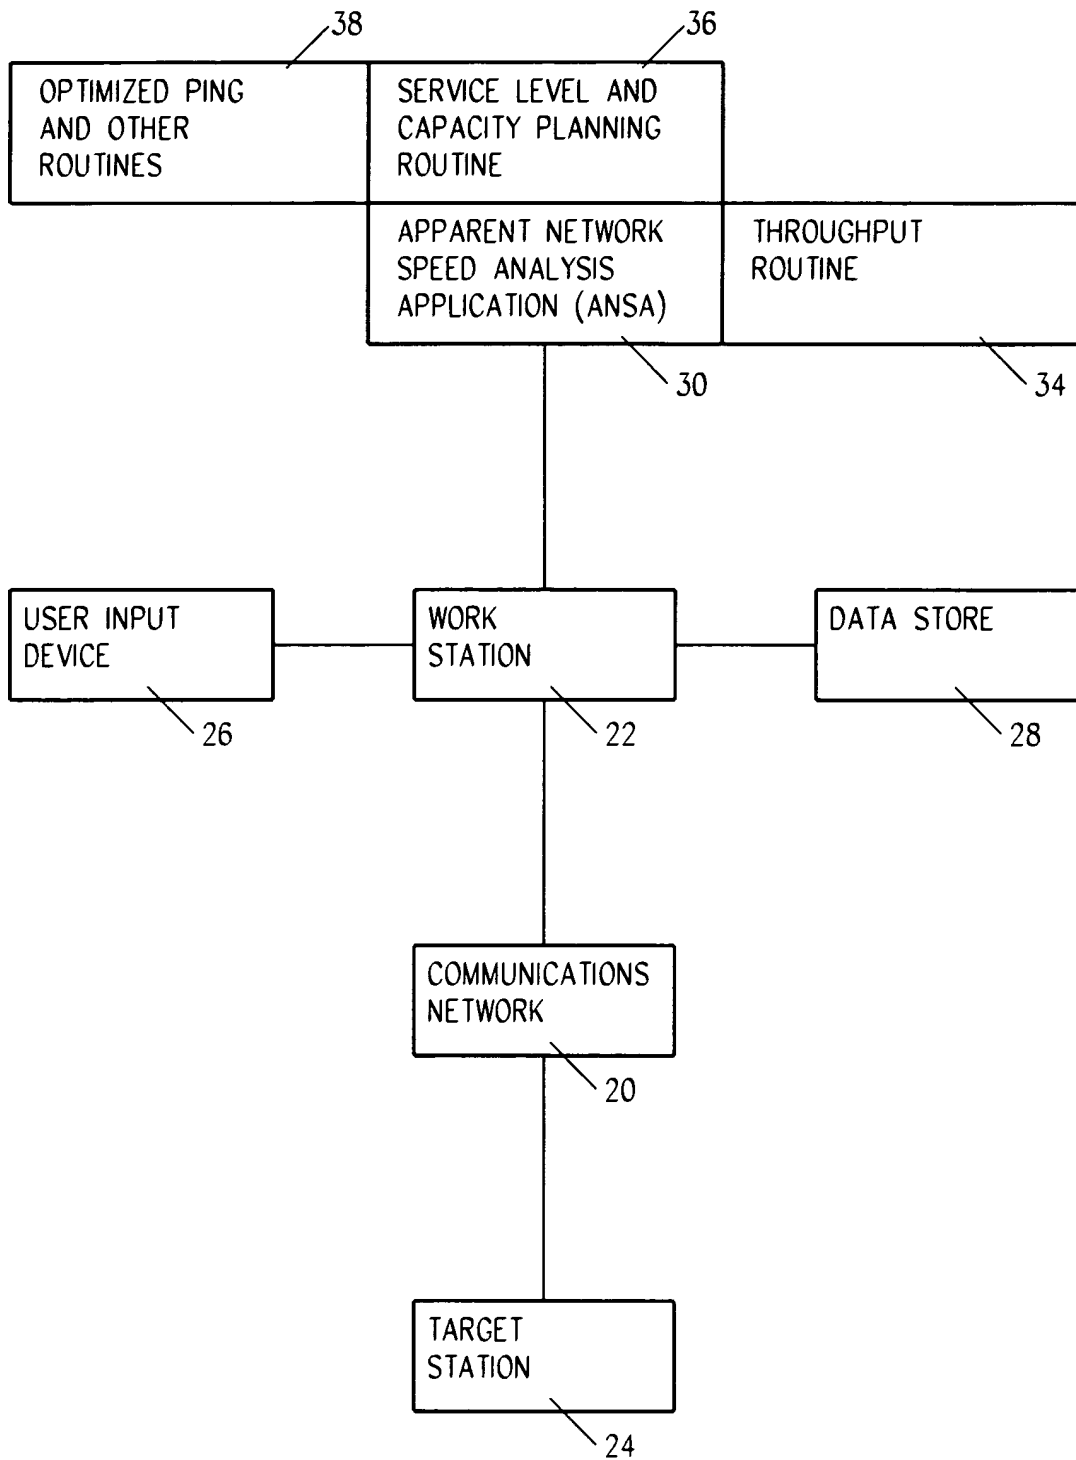 38
36
OPTIMIZED PING
AND OTHER
ROUTINES
SERVICE LEVEL AND
CAPACITY PLANNING
ROUTINE
APPARENT NETWORK
SPEED ANALYSIS
APPLICATION (ANSA)
THROUGHPUT
ROUTINE
30
34
USER INPUT
DEVICE
WORK
STATION
DATA STORE
26
22
28
COMMUNICATIONS
NETWORK
20
TARGET
STATION
24